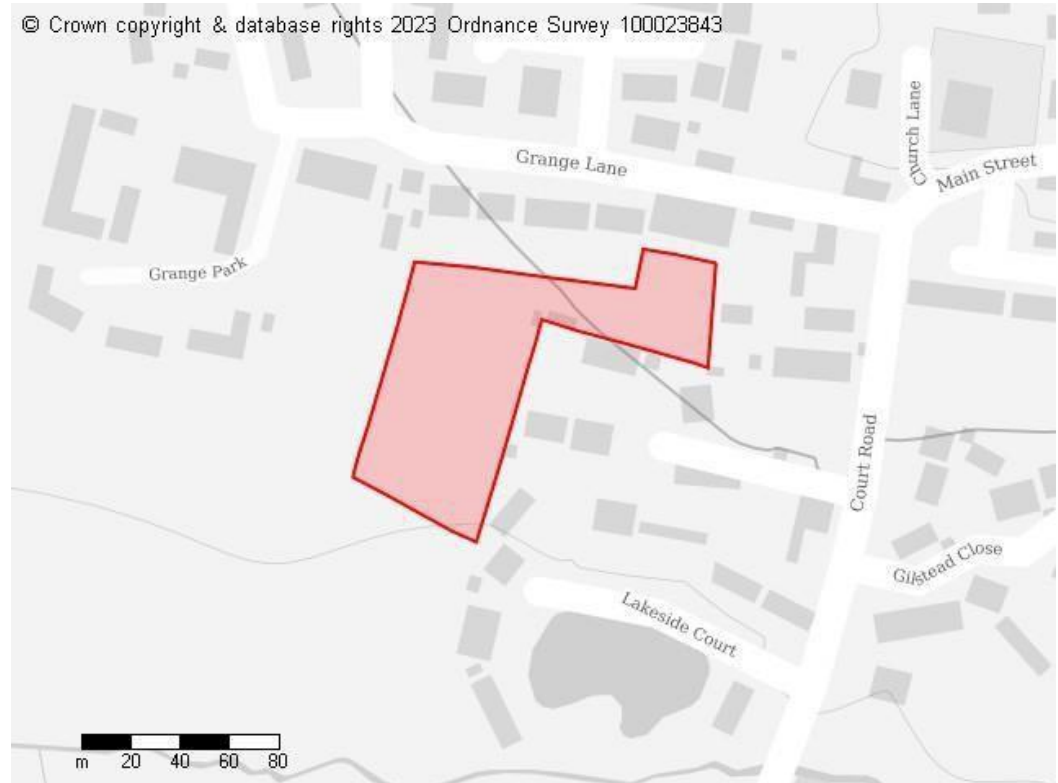 © Crown copyright & database rights 2023 Ordnance Survey 100023843
Church Lane
Grange Lane
Main Street
Grange Park
Court Road
Gilstead Close
Lakeside Court
m 20 40 60 80